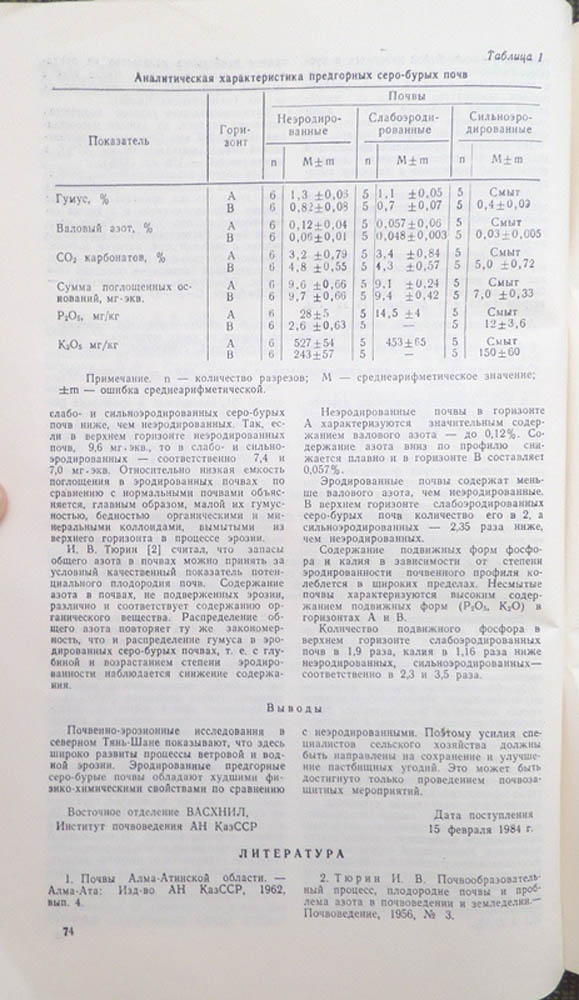 Таблица 1
Аналитическая характеристика предгорных серо-бурых почв
Показатель
Гори-
зонт
Почвы
Неэродиро-
ванные
Слабоэроди-
рованные
Сильноэро-
дированные
n M±m n M±m n M±m
Гумус, % А 6 1,3 ±0,03 5 1,1 ±0,05 5 Смыт
В 6 0,82±0,08 5 0,7 ±0,07 5 0,4±0,09
Валовый азот, % А 6 0,12±0,04 5 0,057±0,06 5 Смыт
В 6 0,06±0,01 5 0,048±0,003 5 0,03±0,005
CO₂ карбонатов, % А 6 3,2 ±0,79 5 3,4 ±0,84 5 Смыт
В 6 4,8 ±0,55 5 4,3 ±0,57 5 5,0 ±0,72
Сумма поглощенных ос- А 6 9,6 ±0,66 5 9,1 ±0,24 5 Смыт
нований, мг·экв. В 6 9,7 ±0,66 5 9,4 ±0,42 5 7,0 ±0,33
P₂O₅, мг/кг А 6 28±5 5 14,5 ±4 5 Смыт
В 6 2,6 ±0,63 5 — 5 12±3,6
K₂O₅ мг/кг А 6 527±54 5 453±65 5 Смыт
В 6 243±57 5 — 5 150±60
Примечание. n — количество разрезов; М — среднеарифметическое значение;
±m — ошибка среднеарифметической.
слабо- и сильноэродированных серо-бурых
почв ниже, чем неэродированных. Так, ес-
ли в верхнем горизонте неэродированных
почв, 9,6 мг·экв., то в слабо- и сильно-
эродированных — соответственно 7,4 и
7,0 мг·экв. Относительно низкая емкость
поглощения в эродированных почвах по
сравнению с нормальными почвами объяс-
няется, главным образом, малой их гумус-
ностью, бедностью органическими и ми-
неральными коллоидами, вымытыми из
верхнего горизонта в процессе эрозии.
И. В. Тюрин [2] считал, что запасы
общего азота в почвах можно принять за
условный качественный показатель потен-
циального плодородия почв. Содержание
азота в почвах, не подверженных эрозии,
различно и соответствует содержанию ор-
ганического вещества. Распределение об-
щего азота повторяет ту же закономер-
ность, что и распределение гумуса в эро-
дированных серо-бурых почвах, т. е. с глу-
биной и возрастанием степени эродиро-
ванности наблюдается снижение содержа-
ния.
Неэродированные почвы в горизонте
А характеризуются значительным содер-
жанием валового азота — до 0,12%. Со-
держание азота вниз по профилю сни-
жается плавно и в горизонте В составляет
0,057%.
Эродированные почвы содержат мень-
ше валового азота, чем неэродированные.
В верхнем горизонте слабоэродированных
серо-бурых почв количество его в 2, а
сильноэродированных — 2,35 раза ниже,
чем неэродированных.
Содержание подвижных форм фосфо-
ра и калия в зависимости от степени
эродированности почвенного профиля ко-
леблется в широких пределах. Несмытые
почвы характеризуются высоким содер-
жанием подвижных форм (P₂O₅, K₂O) в
горизонтах А и В.
Количество подвижного фосфора в
верхнем горизонте слабоэродированных
почв в 1,9 раза, калия в 1,16 раза ниже
неэродированных, сильноэродированных—
соответственно в 2,3 и 3,5 раза.
Выводы
Почвенно-эрозионные исследования в
северном Тянь-Шане показывают, что здесь
широко развиты процессы ветровой и вод-
ной эрозии. Эродированные предгорные
серо-бурые почвы обладают худшими фи-
зико-химическими свойствами по сравнению
с неэродированными. Поэтому усилия спе-
циалистов сельского хозяйства должны
быть направлены на сохранение и улучше-
ние пастбищных угодий. Это может быть
достигнуто только проведением почвоза-
щитных мероприятий.
Восточное отделение ВАСХНИЛ,
Институт почвоведения АН КазССР
Дата поступления
15 февраля 1984 г.
ЛИТЕРАТУРА
1. Почвы Алма-Атинской области. —
Алма-Ата: Изд-во АН КазССР, 1962,
вып. 4.
2. Тюрин И. В. Почвообразователь-
ный процесс, плодородие почвы и проб-
лема азота в почвоведении и земледелии.—
Почвоведение, 1956, № 3.
74